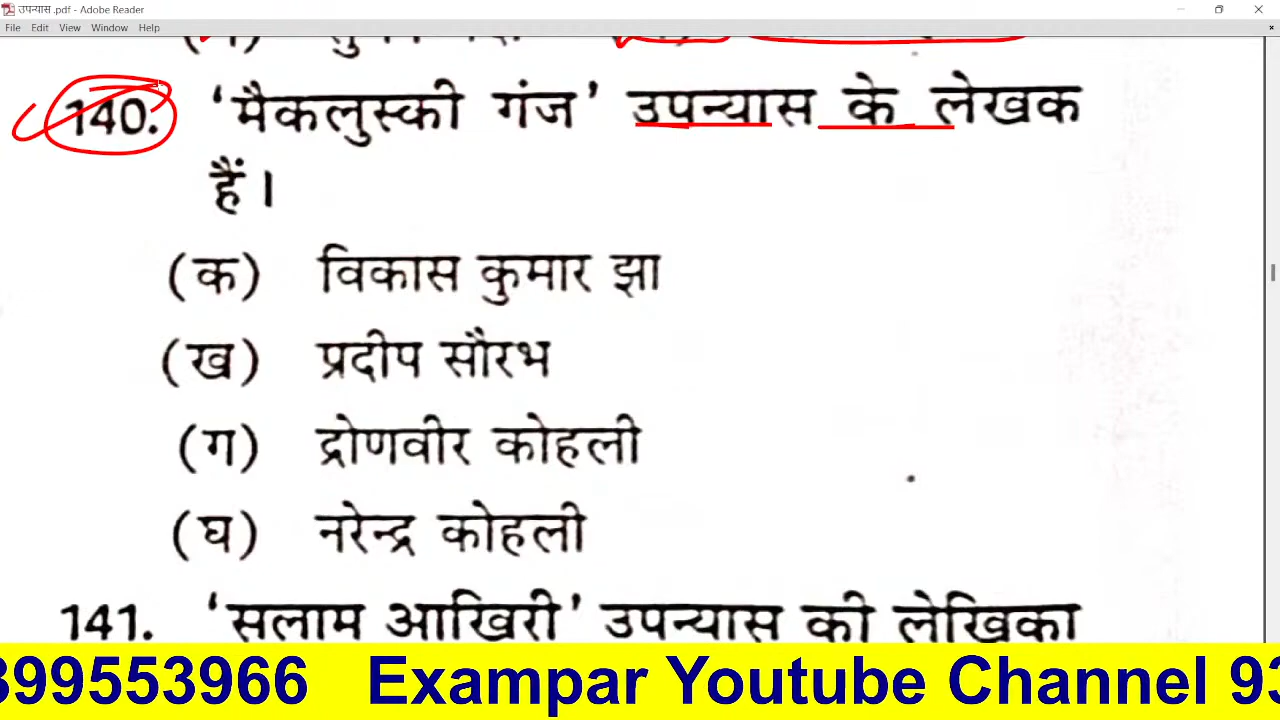 उपन्यास .pdf - Adobe Reader
File Edit View Window Help
140. 'मैकलुस्की गंज' उपन्यास के लेखक
हैं।
(क) विकास कुमार झा
(ख) प्रदीप सौरभ
(ग) द्रोणवीर कोहली
(घ) नरेन्द्र कोहली
141. 'सलाम आखिरी' उपन्यास की लेखिका
399553966 Exampar Youtube Channel 93